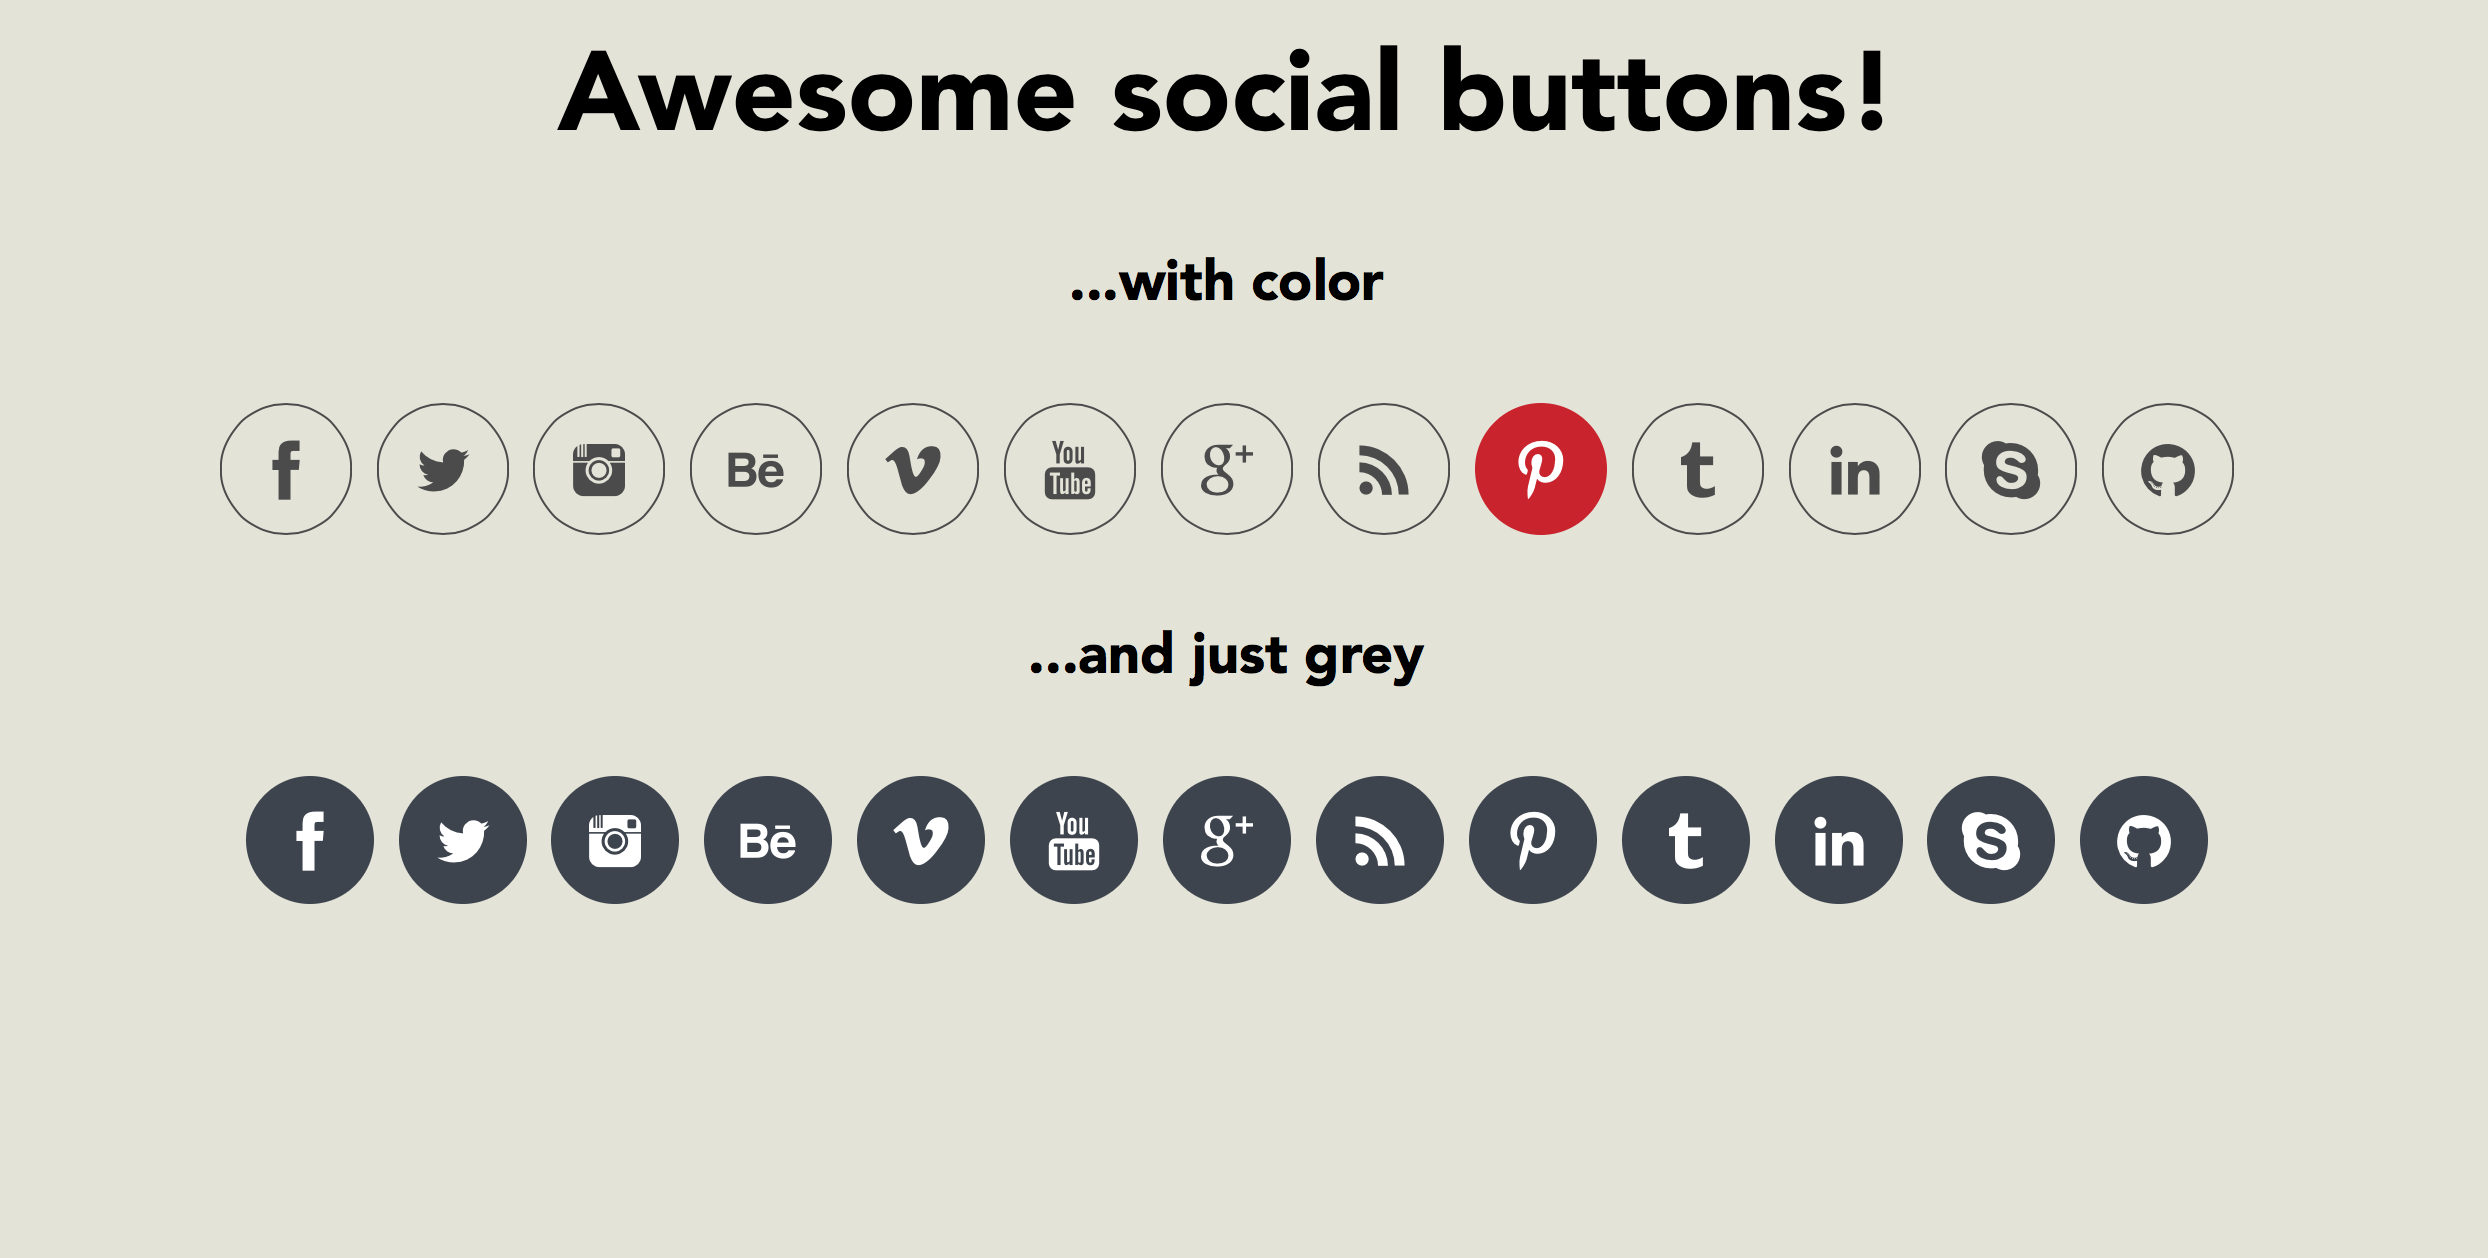 Awesome social buttons!
...with color
f Bē v You Tube g+ t in S
...and just grey
f Bē v You Tube g+ t in S